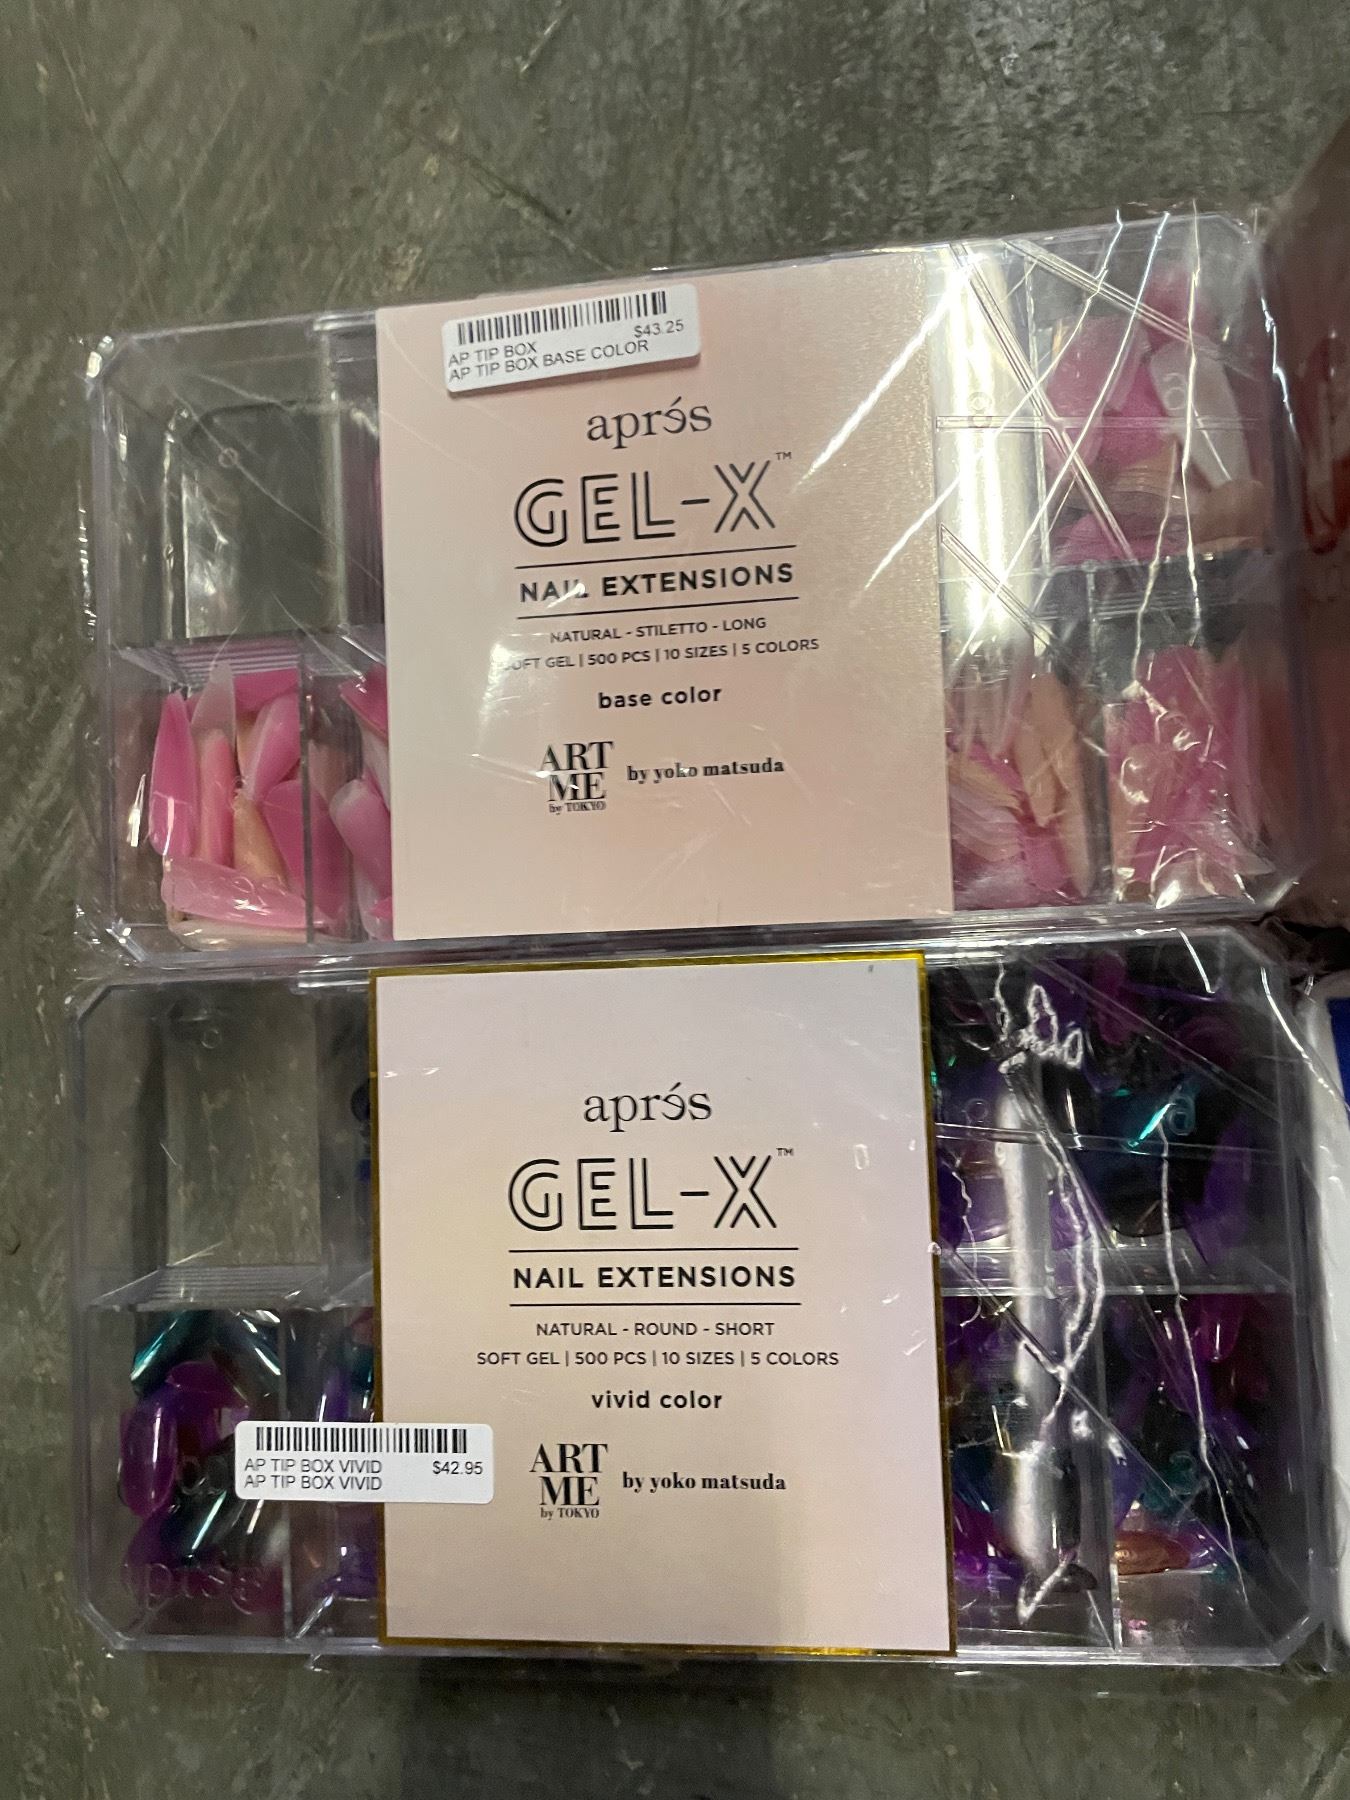 $43.25
AP TIP BOX
AP TIP BOX BASE COLOR
aprés
GEL-X™
NAIL EXTENSIONS
NATURAL - STILETTO - LONG
SOFT GEL | 500 PCS | 10 SIZES | 5 COLORS
base color
ART
ME
by TOKYO
by yoko matsuda
aprés
GEL-X™
NAIL EXTENSIONS
NATURAL - ROUND - SHORT
SOFT GEL | 500 PCS | 10 SIZES | 5 COLORS
vivid color
AP TIP BOX VIVID $42.95
AP TIP BOX VIVID
ART
ME
by TOKYO
by yoko matsuda